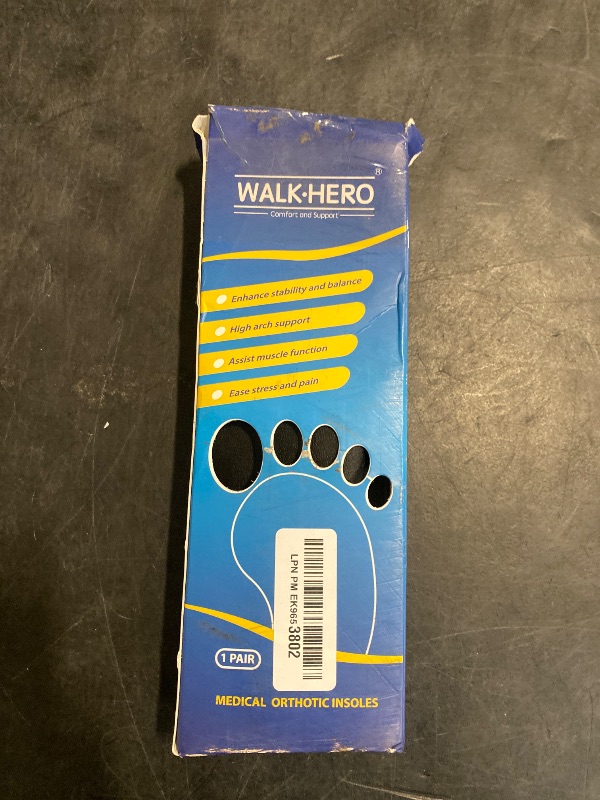 WALK·HERO®
Comfort and Support
Enhance stability and balance
High arch support
Assist muscle function
Ease stress and pain
LPN PM EK965 3802
1 PAIR
MEDICAL ORTHOTIC INSOLES